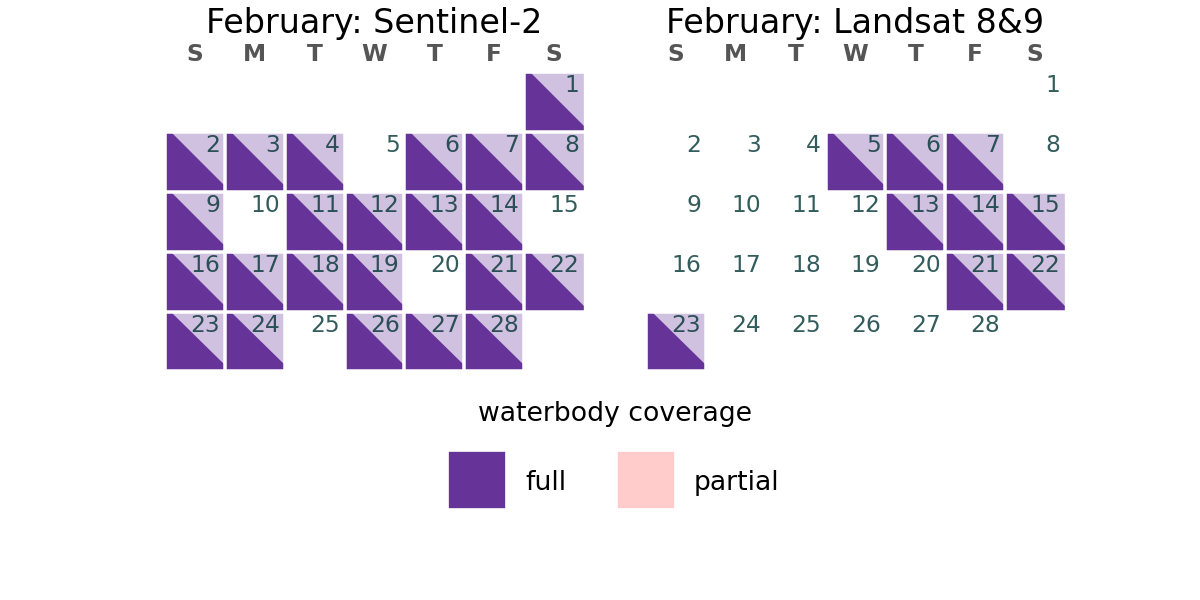 February: Sentinel-2
S M T W T F S
1
2 3 4 5 6 7 8
9 10 11 12 13 14 15
16 17 18 19 20 21 22
23 24 25 26 27 28
February: Landsat 8&9
S M T W T F S
1
2 3 4 5 6 7 8
9 10 11 12 13 14 15
16 17 18 19 20 21 22
23 24 25 26 27 28
waterbody coverage
full partial